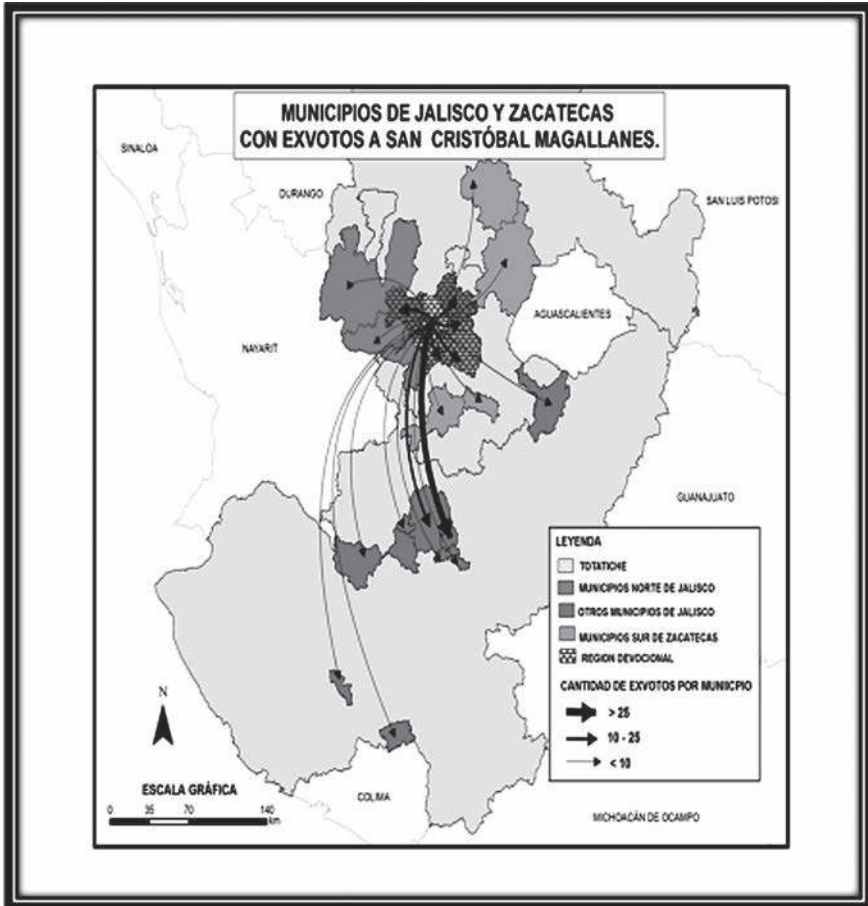 MUNICIPIOS DE JALISCO Y ZACATECAS
CON EXVOTOS A SAN CRISTÓBAL MAGALLANES.
SINALOA
DURANGO
SAN LUIS POTOSI
AGUASCALIENTES
NAYARIT
GUANAJUATO
LEYENDA
TOTATICHE
MUNICIPIOS NORTE DE JALISCO
OTROS MUNICIPIOS DE JALISCO
MUNICIPIOS SUR DE ZACATECAS
REGION DEVOCIONAL
CANTIDAD DE EXVOTOS POR MUNICPIO
> 25
10 - 25
< 10
N
ESCALA GRÁFICA
0 35 70 140
km
COLIMA
MICHOACÁN DE OCAMPO